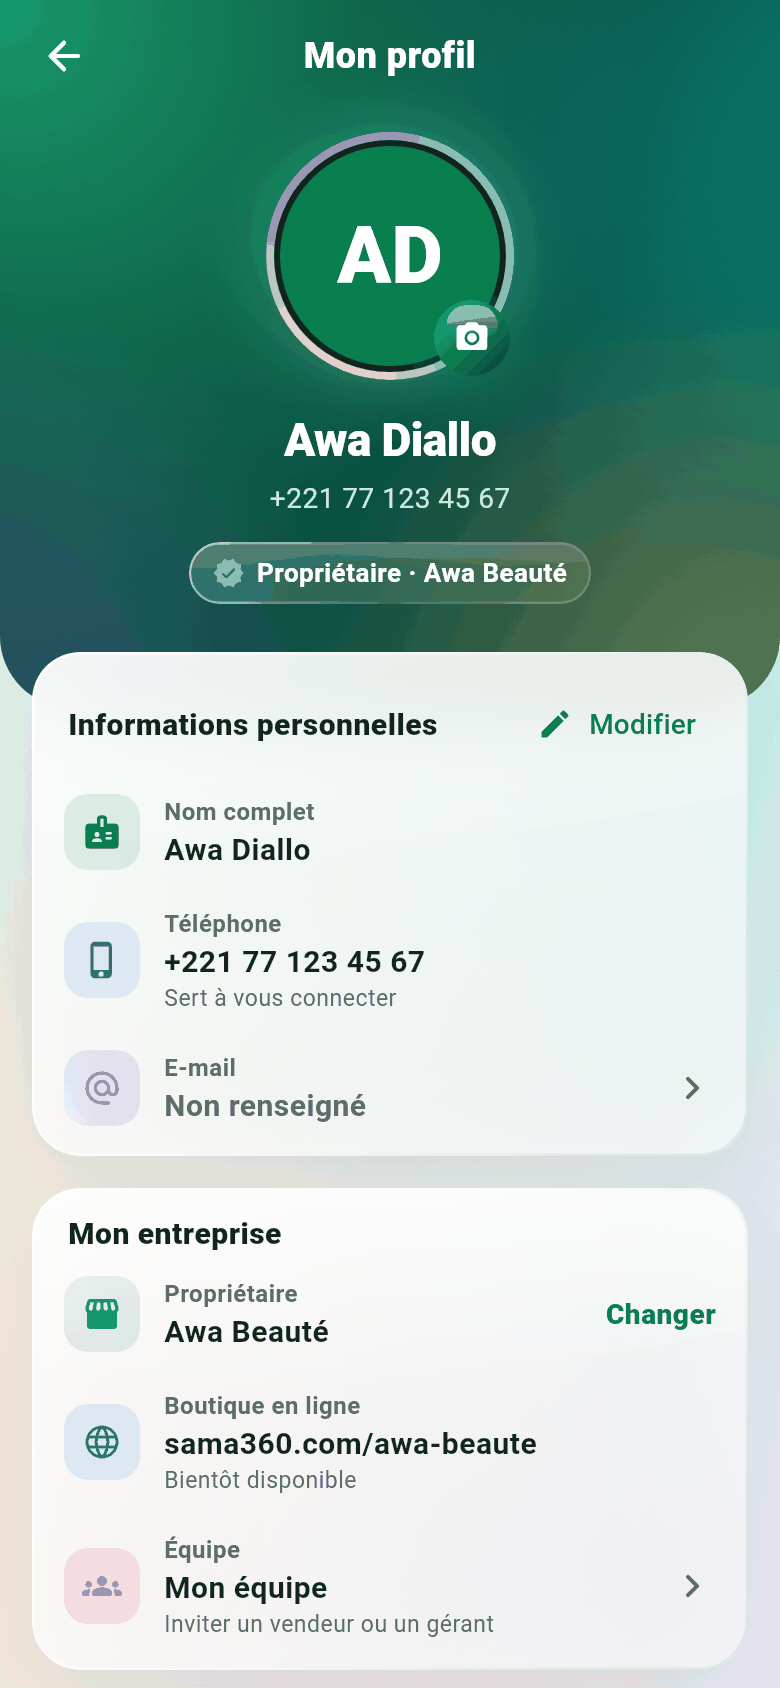 Mon profil
AD
Awa Diallo
+221 77 123 45 67
Propriétaire · Awa Beauté
Informations personnelles
Modifier
Nom complet
Awa Diallo
Téléphone
+221 77 123 45 67
Sert à vous connecter
E-mail
Non renseigné
Mon entreprise
Propriétaire
Awa Beauté
Changer
Boutique en ligne
sama360.com/awa-beaute
Bientôt disponible
Équipe
Mon équipe
Inviter un vendeur ou un gérant